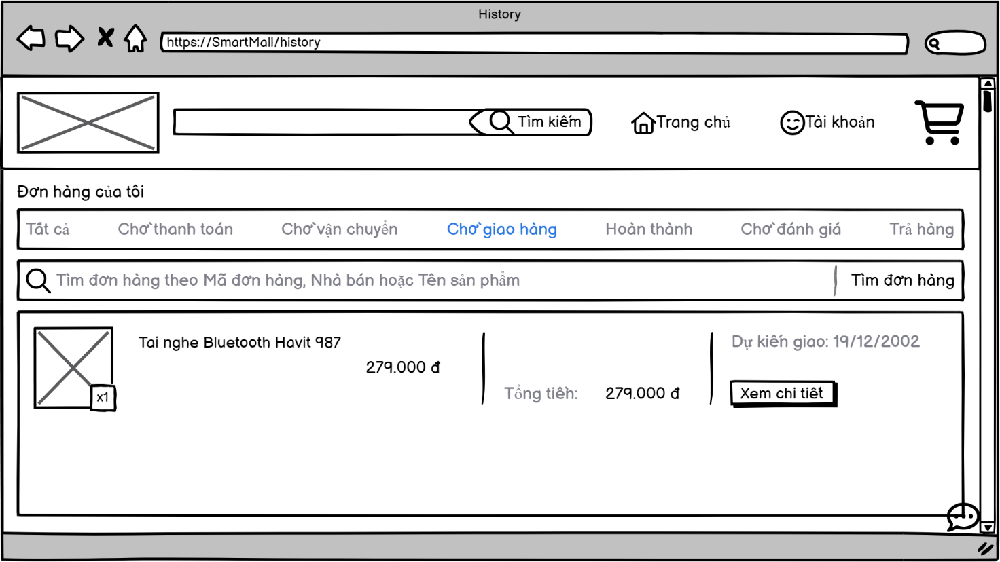 History
https://SmartMall/history
Tìm kiếm
Trang chủ
Tài khoản
Đơn hàng của tôi
Tất cả
Chờ thanh toán
Chờ vận chuyển
Chờ giao hàng
Hoàn thành
Chờ đánh giá
Trả hàng
Tìm đơn hàng theo Mã đơn hàng, Nhà bán hoặc Tên sản phẩm
Tìm đơn hàng
x1
Tai nghe Bluetooth Havit 987
279.000 đ
Tổng tiền: 279.000 đ
Dự kiến giao: 19/12/2002
Xem chi tiết